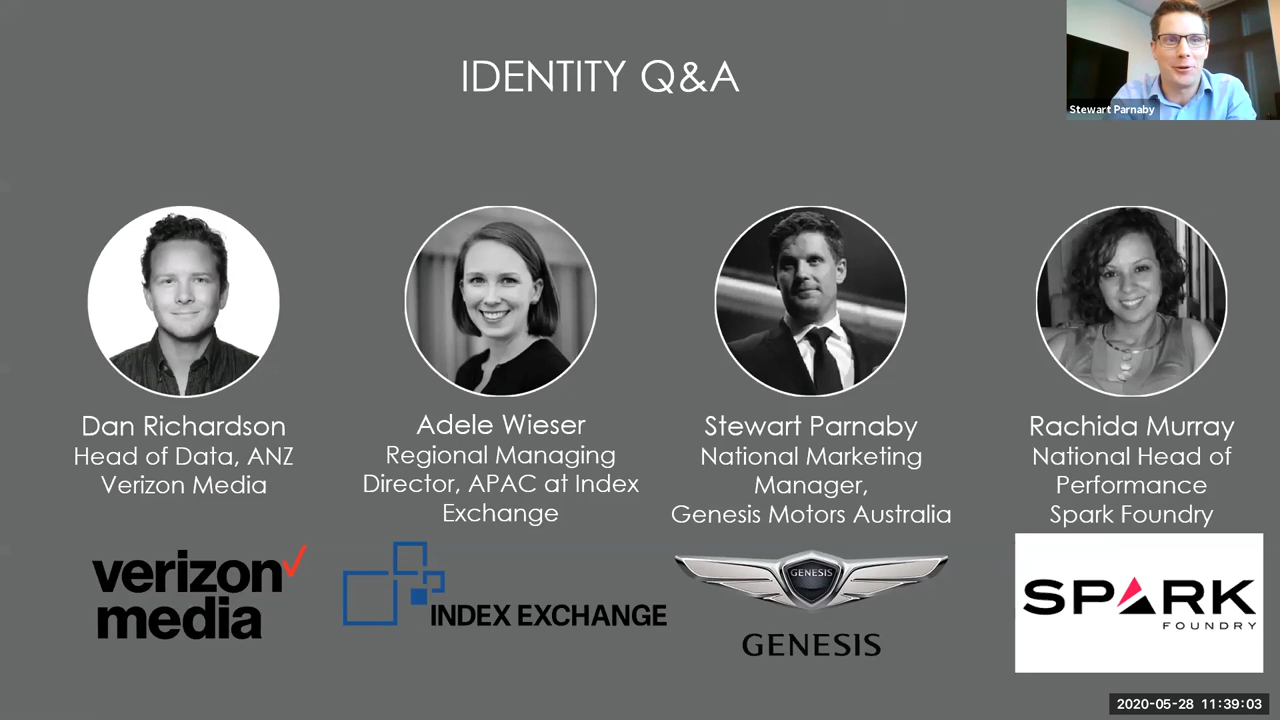 IDENTITY Q&A
Stewart Parnaby
Dan Richardson
Head of Data, ANZ
Verizon Media
Adele Wieser
Regional Managing
Director, APAC at Index
Exchange
Stewart Parnaby
National Marketing
Manager,
Genesis Motors Australia
Rachida Murray
National Head of
Performance
Spark Foundry
verizon
media
INDEX EXCHANGE
GENESIS
GENESIS
SPARK
FOUNDRY
2020-05-28 11:39:03